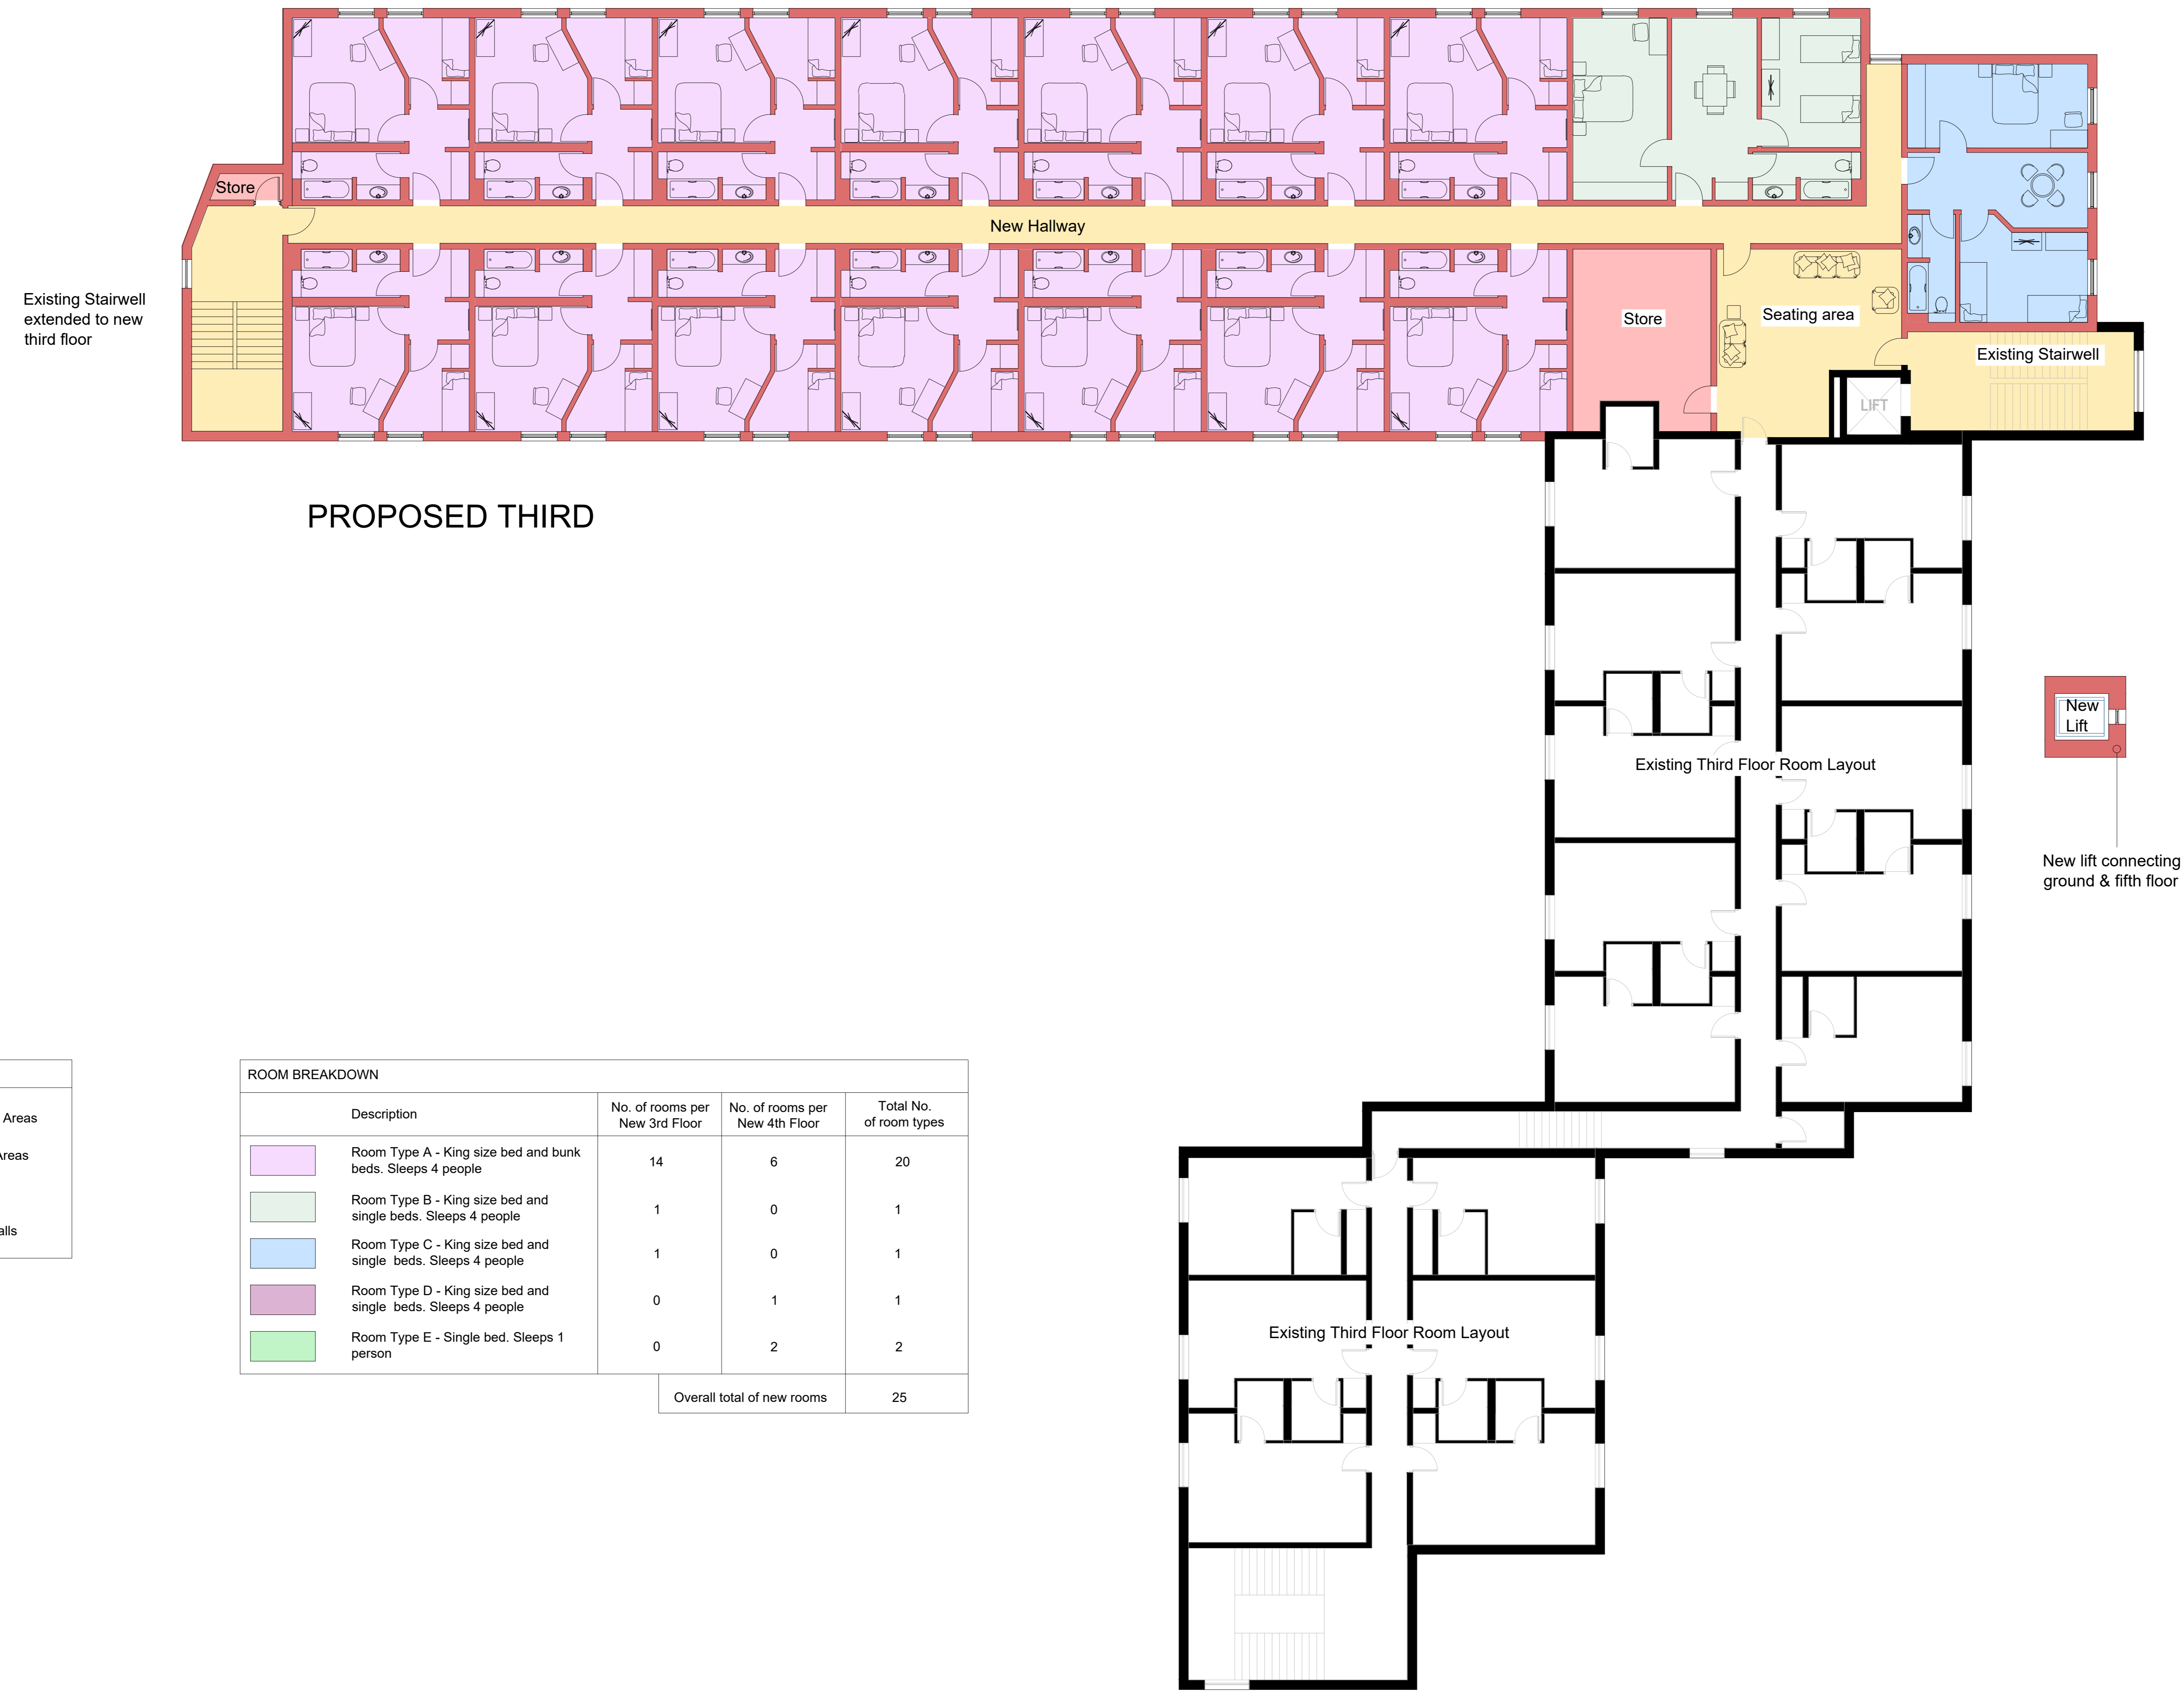 Store
New Hallway
Existing Stairwell
extended to new
third floor
Store
Seating area
Existing Stairwell
LIFT
PROPOSED THIRD
New
Lift
Existing Third Floor Room Layout
New lift connecting
ground & fifth floor
Areas
Areas
alls
ROOM BREAKDOWN
Description
No. of rooms per
New 3rd Floor
No. of rooms per
New 4th Floor
Total No.
of room types
Room Type A - King size bed and bunk
beds. Sleeps 4 people
14 6 20
Room Type B - King size bed and
single beds. Sleeps 4 people
1 0 1
Room Type C - King size bed and
single beds. Sleeps 4 people
1 0 1
Room Type D - King size bed and
single beds. Sleeps 4 people
0 1 1
Room Type E - Single bed. Sleeps 1
person
0 2 2
Overall total of new rooms 25
Existing Third Floor Room Layout